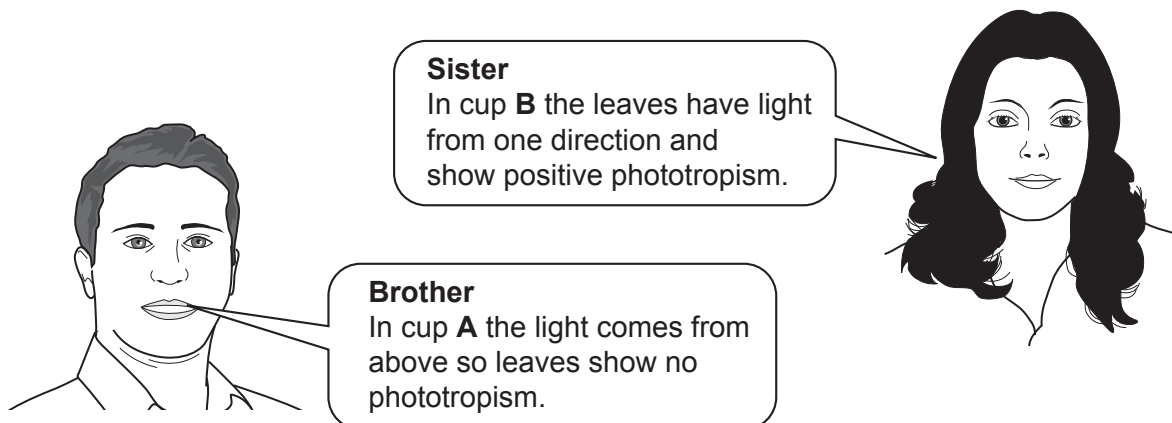 Sister
In cup B the leaves have light
from one direction and
show positive phototropism.
Brother
In cup A the light comes from
above so leaves show no
phototropism.